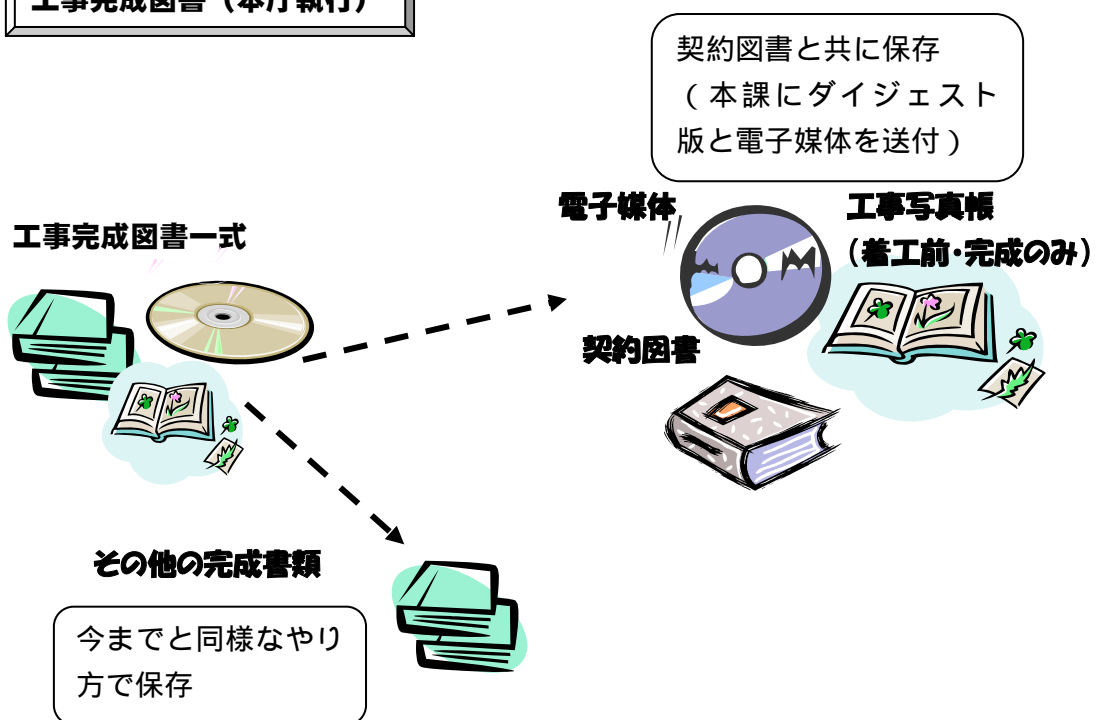 工事完成図書（本庁執行）
契約図書と共に保存
（本課にダイジェスト
版と電子媒体を送付）
電子媒体
工事写真帳
（着工前・完成のみ）
工事完成図書一式
契約図書
その他の完成書類
今までと同様なやり
方で保存